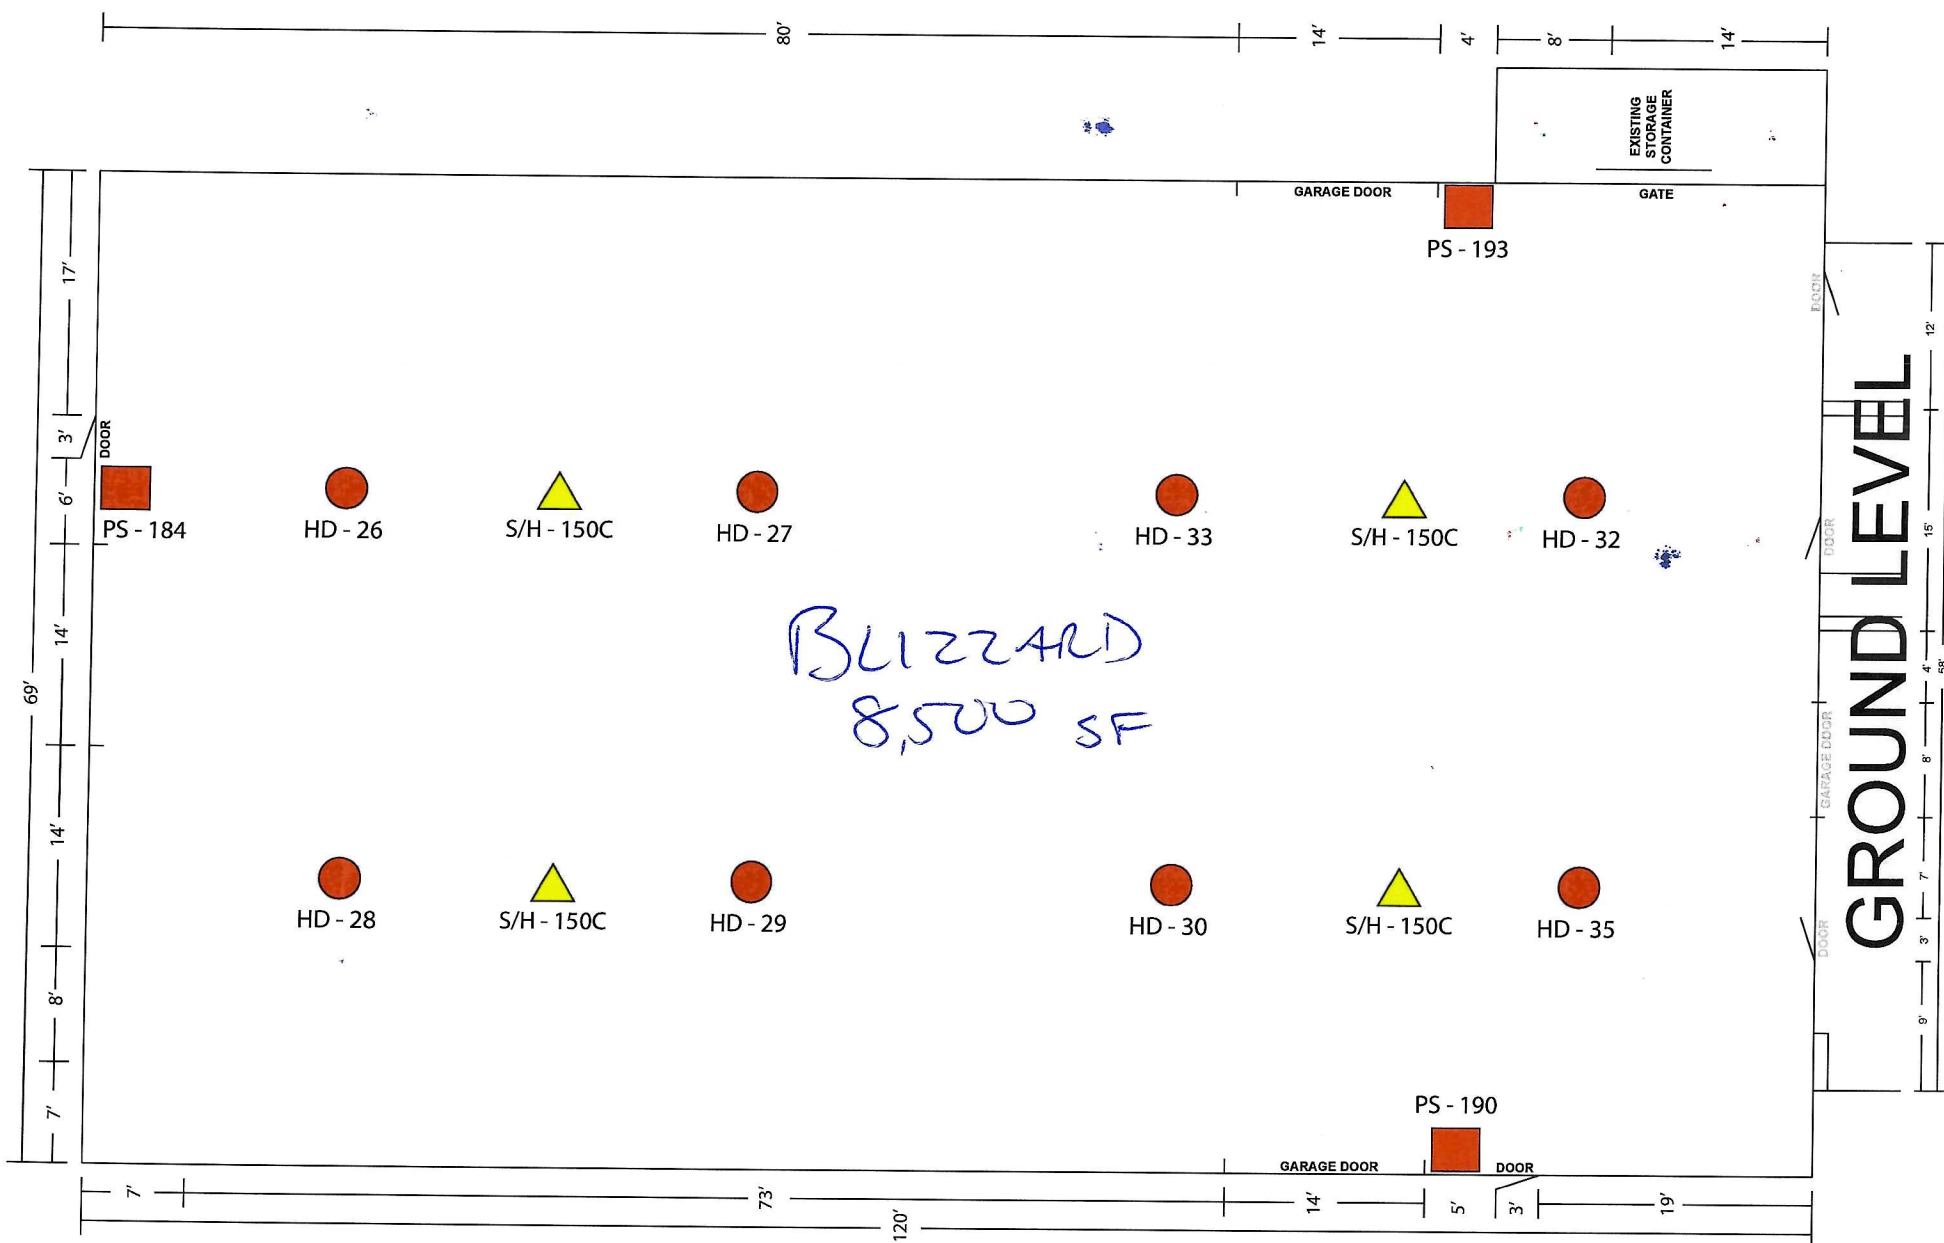 80'
14'
4'
8'
14'
EXISTING
STORAGE
CONTAINER
GARAGE DOOR
GATE
PS - 193
69'
17'
3'
6'
14'
14'
8'
7'
DOOR
PS - 184
HD - 26
S/H - 150C
HD - 27
HD - 33
S/H - 150C
HD - 32
DOOR
DOOR
GARAGE DOOR
DOOR
BLIZZARD
8,500 SF
GROUND LEVEL
12'
15'
4'
58'
8'
7'
3'
9'
HD - 28
S/H - 150C
HD - 29
HD - 30
S/H - 150C
HD - 35
PS - 190
GARAGE DOOR
DOOR
7'
73'
14'
5'
3'
19'
120'